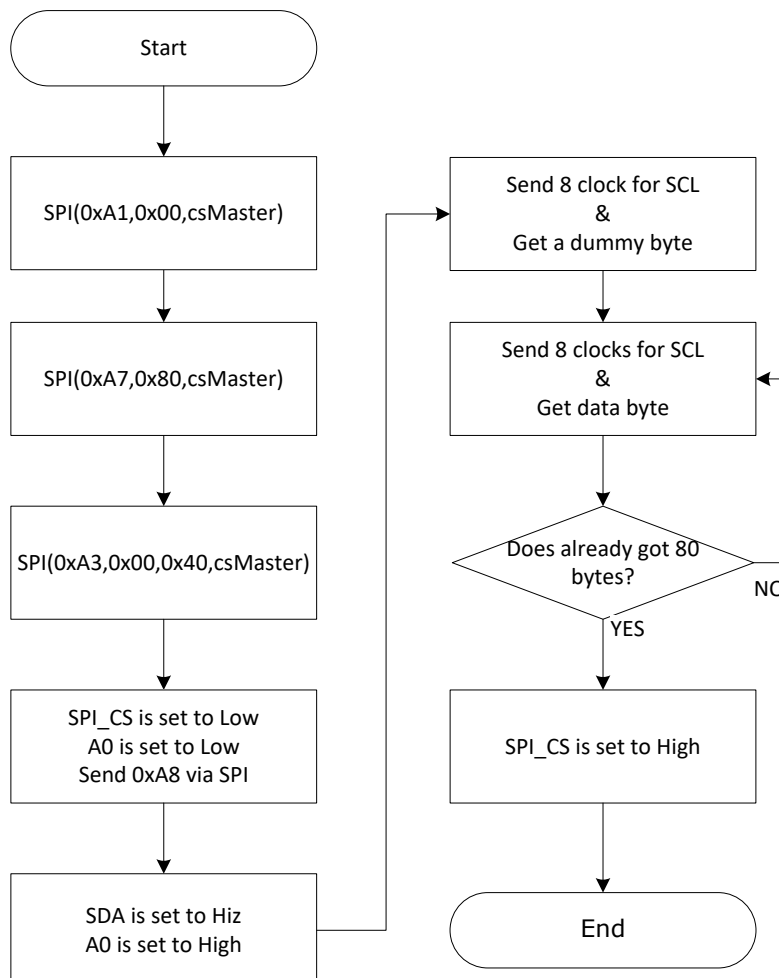 Start
SPI(0xA1,0x00,csMaster)
SPI(0xA7,0x80,csMaster)
SPI(0xA3,0x00,0x40,csMaster)
SPI_CS is set to Low
A0 is set to Low
Send 0xA8 via SPI
SDA is set to Hiz
A0 is set to High
Send 8 clock for SCL
&
Get a dummy byte
Send 8 clocks for SCL
&
Get data byte
Does already got 80
bytes?
NO
YES
SPI_CS is set to High
End